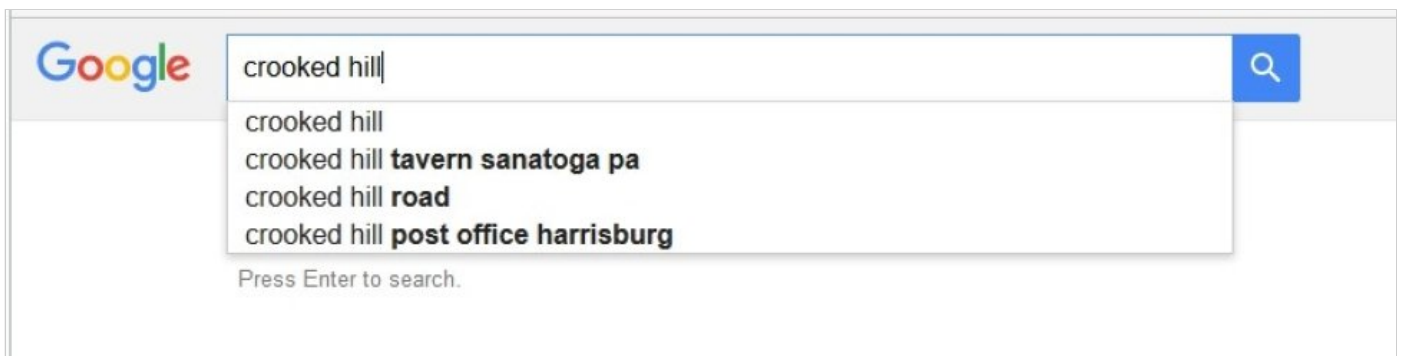 Google
crooked hill
crooked hill
crooked hill tavern sanatoga pa
crooked hill road
crooked hill post office harrisburg
Press Enter to search.